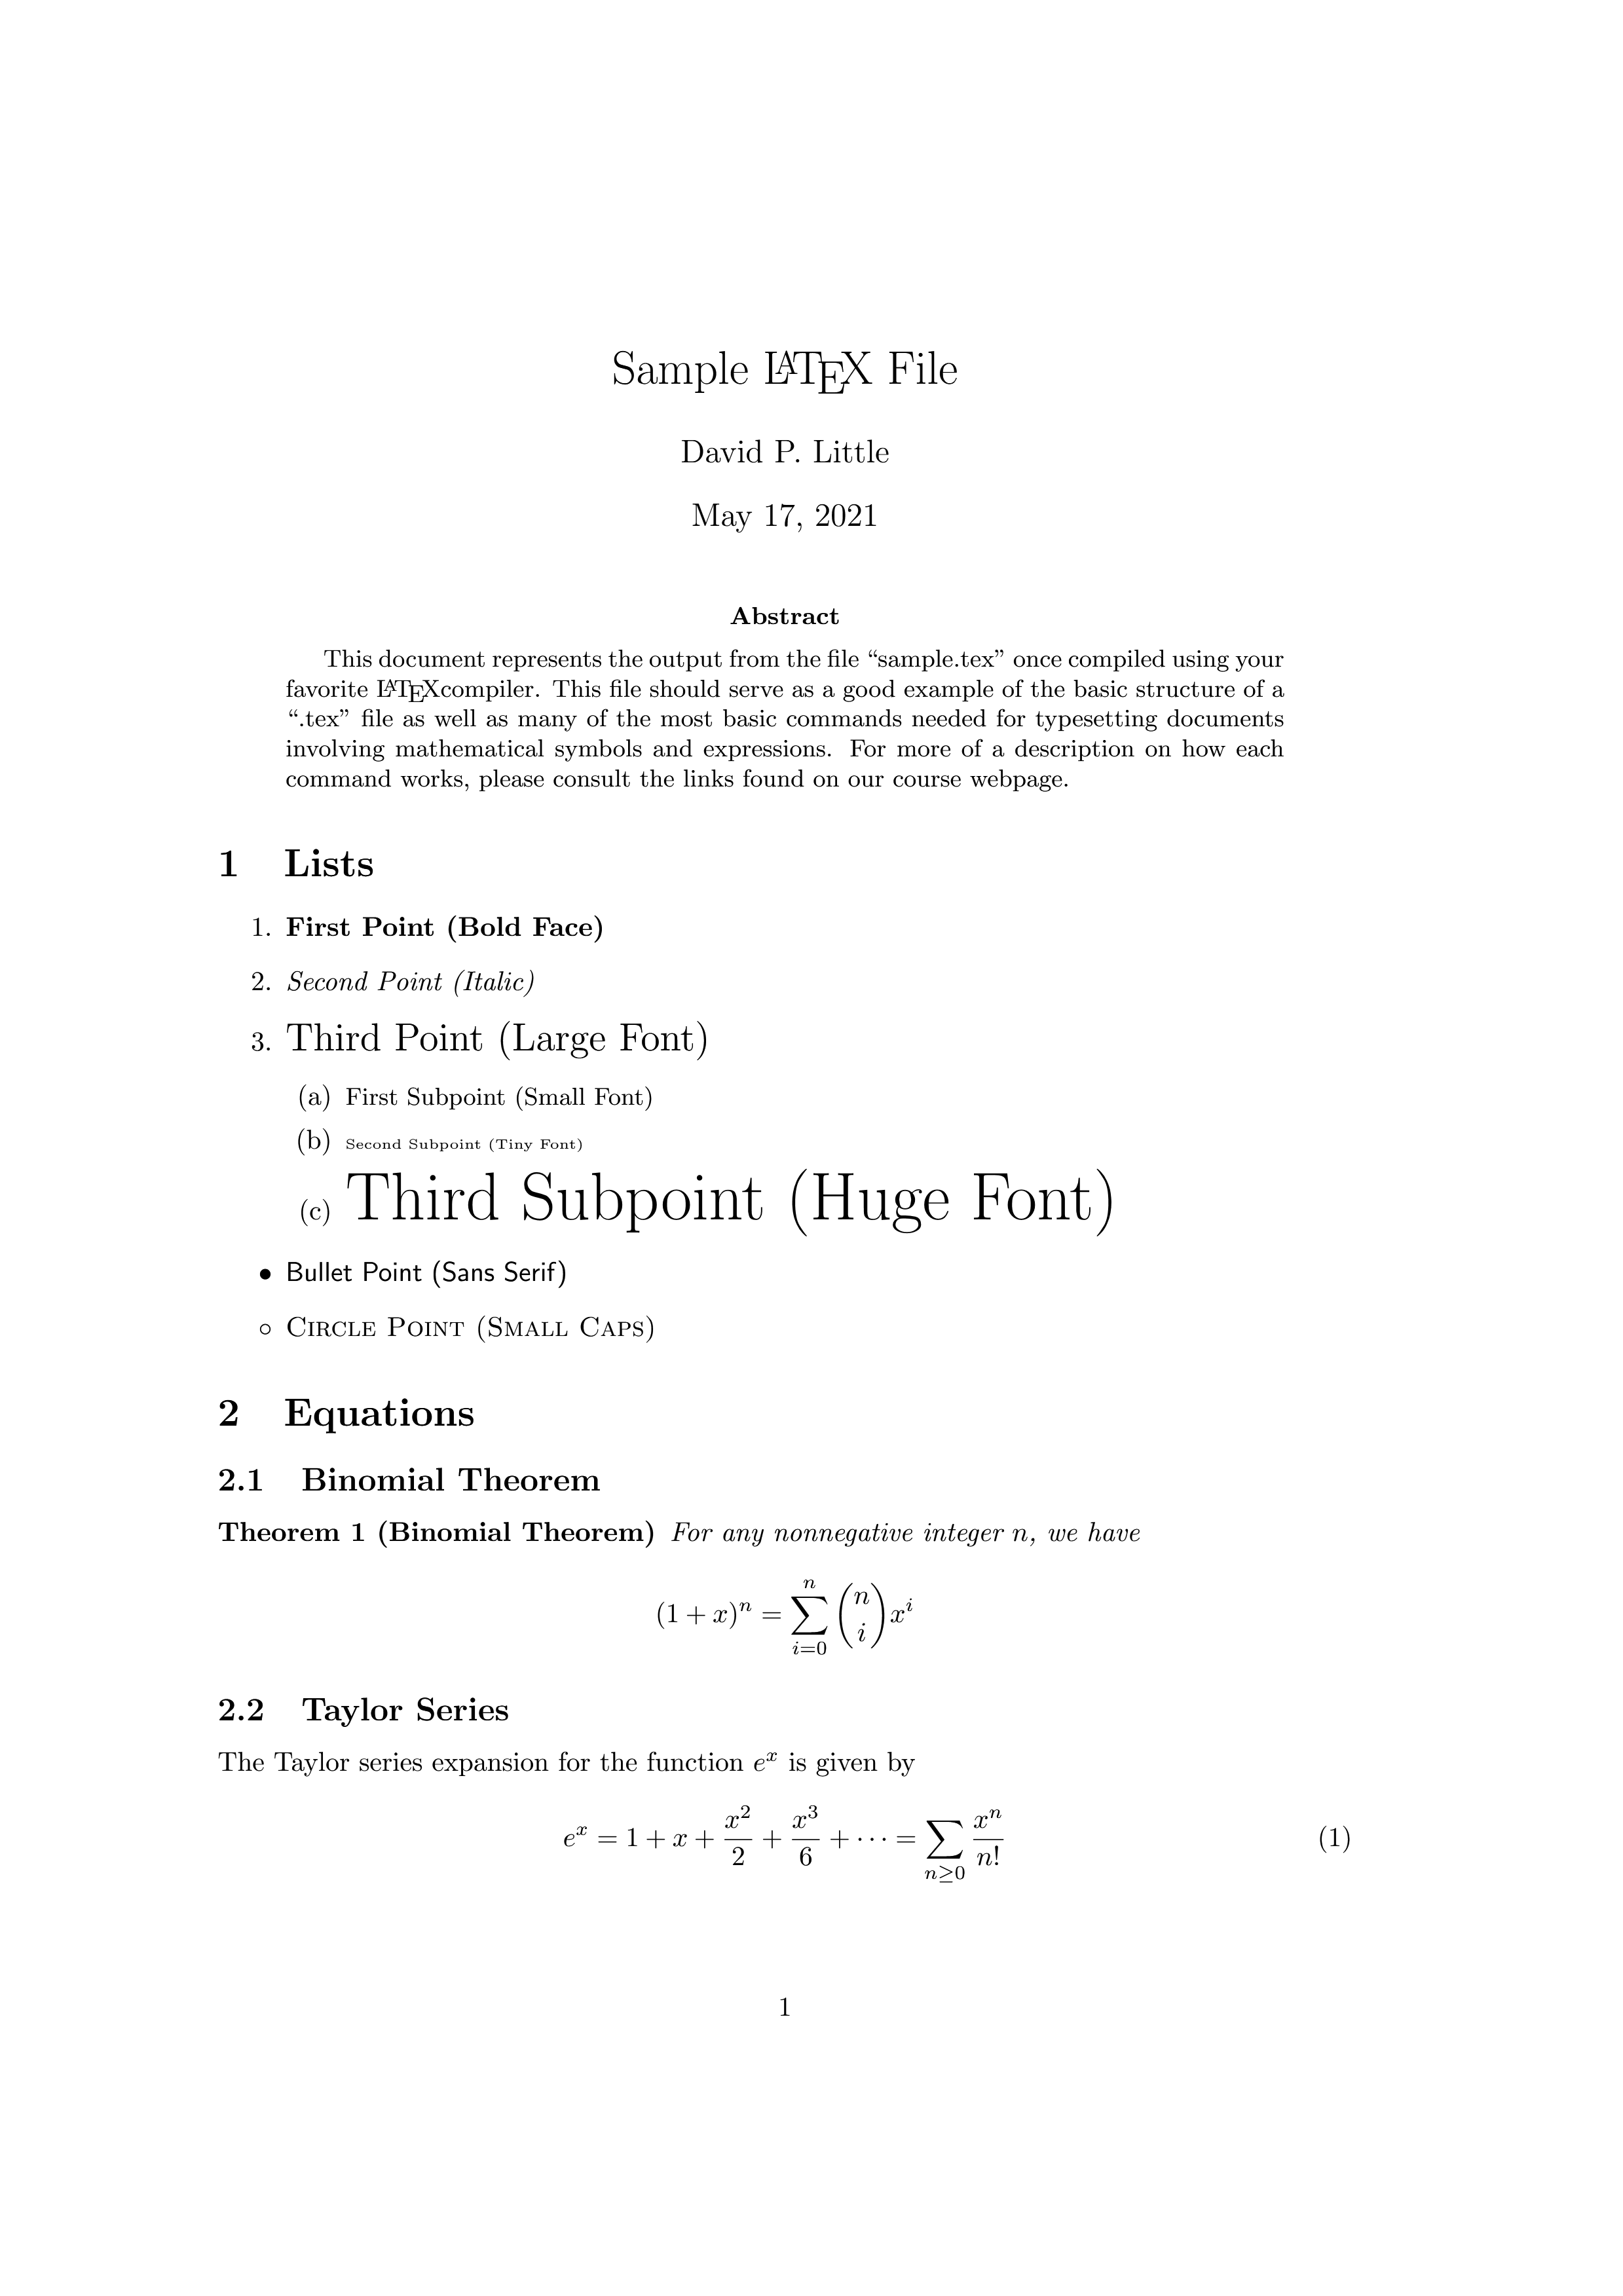 Sample LATEX File
David P. Little
May 17, 2021
Abstract
This document represents the output from the file “sample.tex” once compiled using your
favorite LATEXcompiler. This file should serve as a good example of the basic structure of a
“.tex” file as well as many of the most basic commands needed for typesetting documents
involving mathematical symbols and expressions. For more of a description on how each
command works, please consult the links found on our course webpage.
1 Lists
1. First Point (Bold Face)
2. Second Point (Italic)
3. Third Point (Large Font)
(a) First Subpoint (Small Font)
(b) Second Subpoint (Tiny Font)
(c) Third Subpoint (Huge Font)
• Bullet Point (Sans Serif)
◦ Circle Point (Small Caps)
2 Equations
2.1 Binomial Theorem
Theorem 1 (Binomial Theorem) For any nonnegative integer n, we have
(1 + x)^n = \sum_{i=0}^{n} \binom{n}{i} x^i
2.2 Taylor Series
The Taylor series expansion for the function e^x is given by
e^x = 1 + x + \frac{x^2}{2} + \frac{x^3}{6} + \cdots = \sum_{n≥0} \frac{x^n}{n!} (1)
1